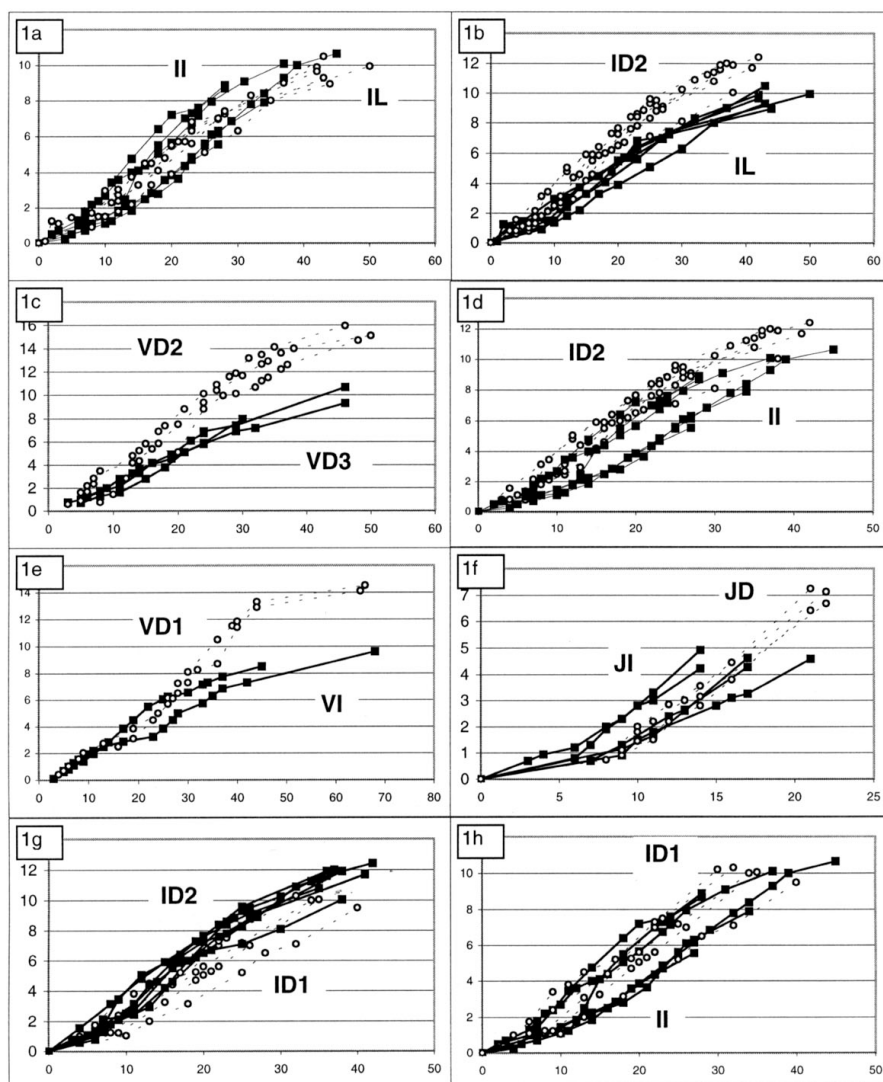 1a
II
IL
10
8
6
4
2
0
0 10 20 30 40 50 60
1b
ID2
IL
12
10
8
6
4
2
0
0 10 20 30 40 50 60
1c
VD2
VD3
16
14
12
10
8
6
4
2
0
0 10 20 30 40 50 60
1d
ID2
II
12
10
8
6
4
2
0
0 10 20 30 40 50
1e
VD1
VI
14
12
10
8
6
4
2
0
0 10 20 30 40 50 60 70 80
1f
JD
JI
7
6
5
4
3
2
1
0
0 5 10 15 20 25
1g
ID2
ID1
12
10
8
6
4
2
0
0 10 20 30 40 50
1h
ID1
II
10
8
6
4
2
0
0 10 20 30 40 50